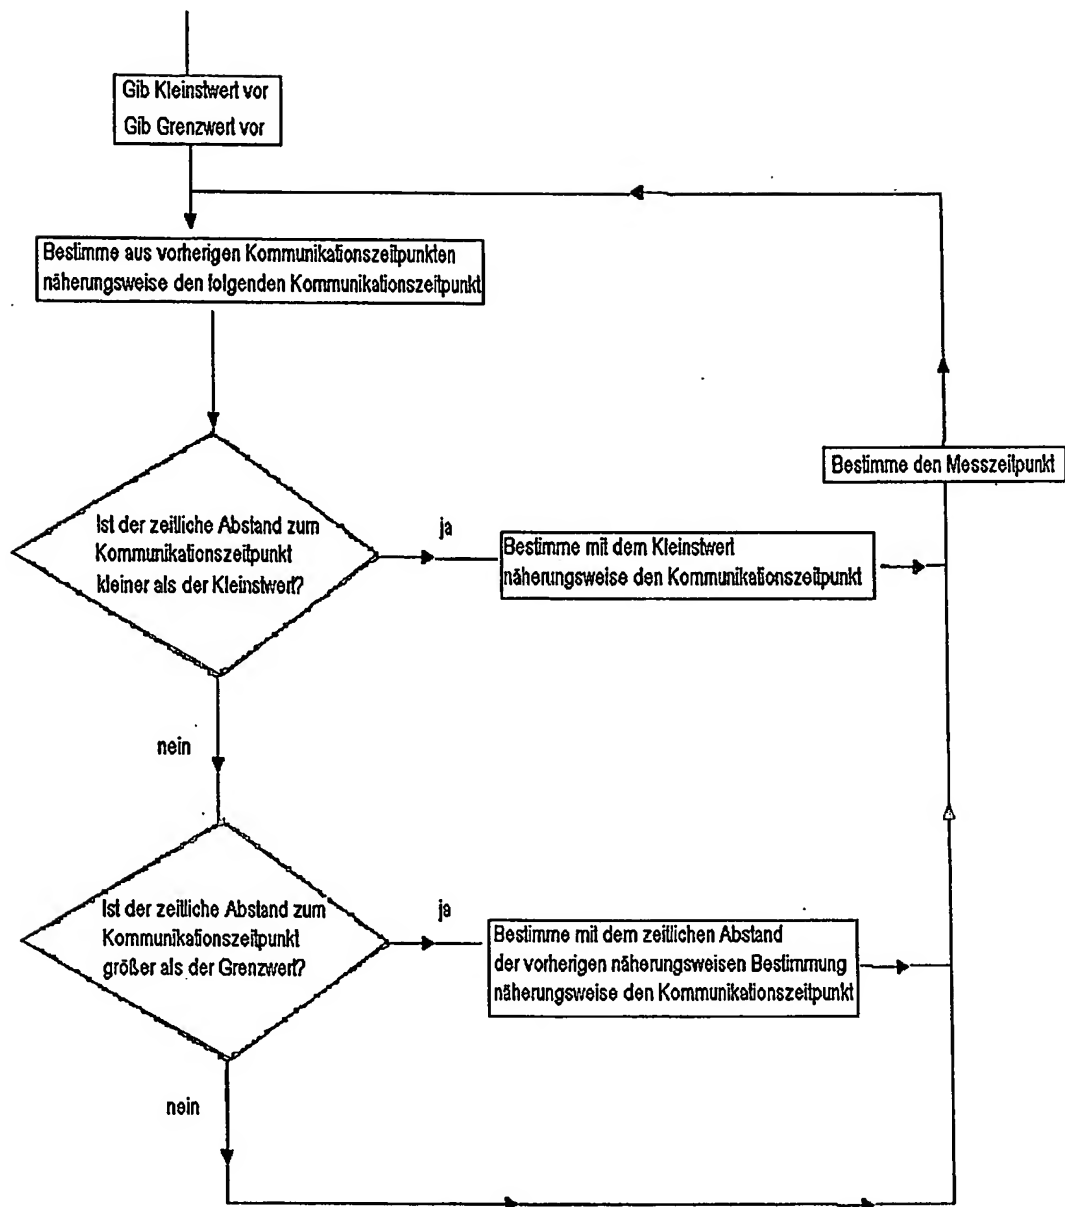 Gib Kleinstwert vor
Gib Grenzwert vor
Bestimme aus vorherigen Kommunikationszeitpunkten
näherungsweise den folgenden Kommunikationszeitpunkt
Bestimme den Messzeitpunkt
Ist der zeitliche Abstand zum
Kommunikationszeitpunkt
kleiner als der Kleinstwert?
ja
Bestimme mit dem Kleinstwert
näherungsweise den Kommunikationszeitpunkt
nein
Ist der zeitliche Abstand zum
Kommunikationszeitpunkt
größer als der Grenzwert?
ja
Bestimme mit dem zeitlichen Abstand
der vorherigen näherungsweisen Bestimmung
näherungsweise den Kommunikationszeitpunkt
nein